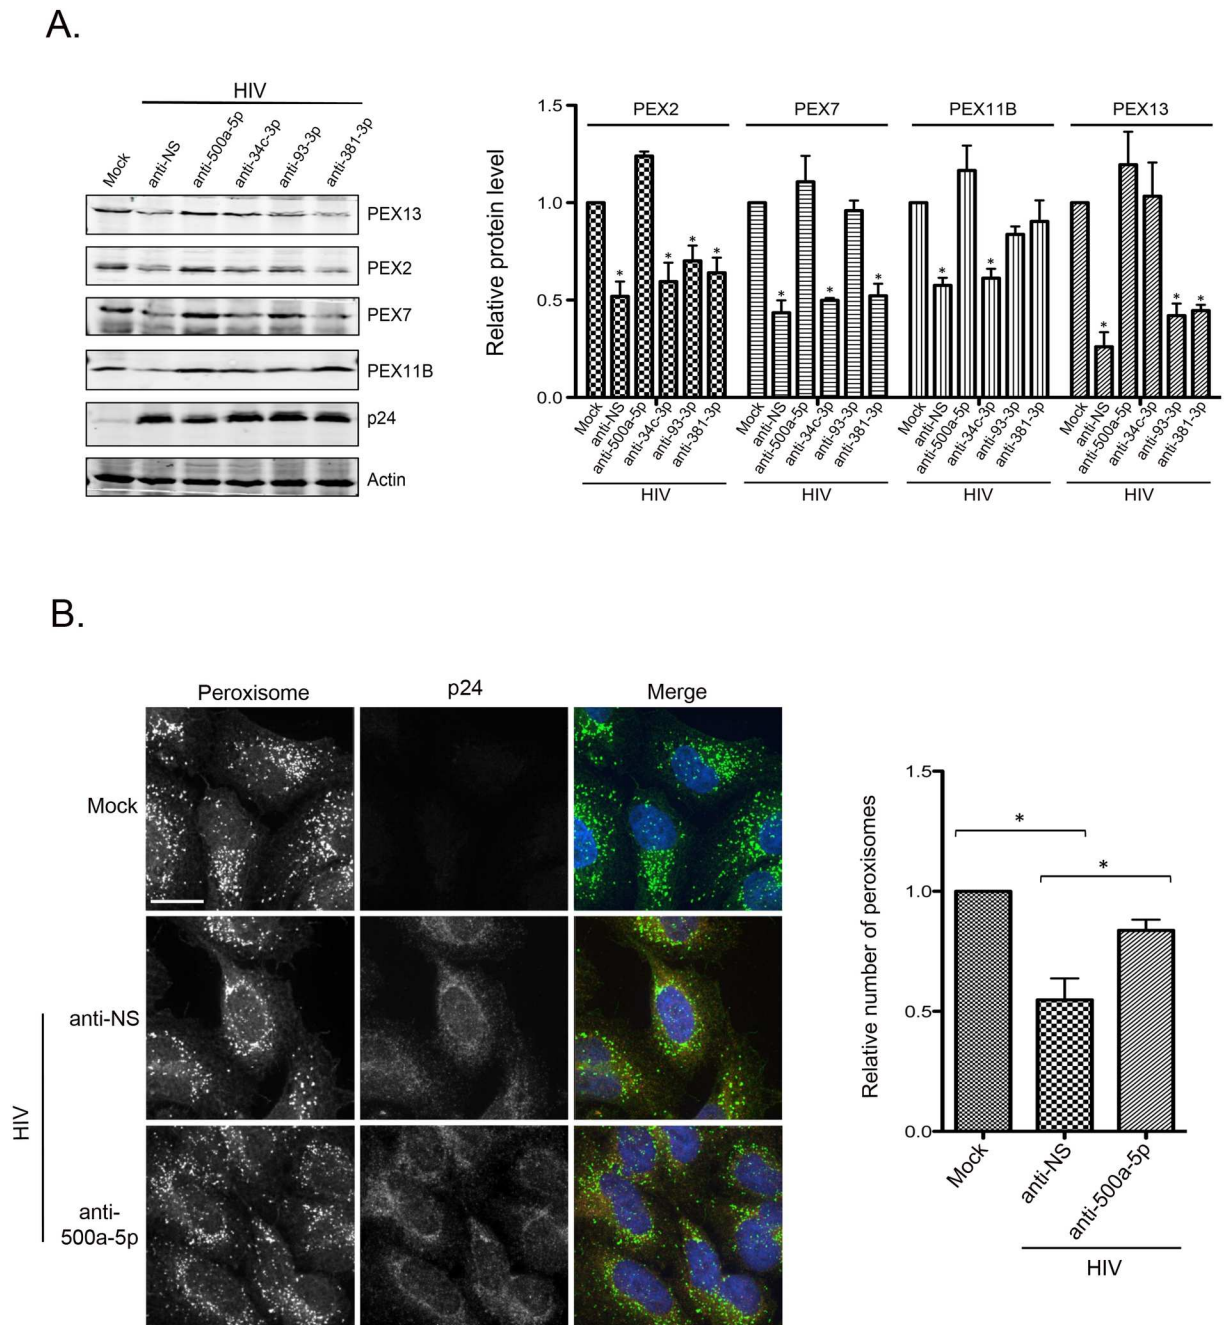 A.
HIV
Mock
anti-NS
anti-500a-5p
anti-34c-3p
anti-93-3p
anti-381-3p
PEX13
PEX2
PEX7
PEX11B
p24
Actin
Relative protein level
1.5
1.0
0.5
0.0
PEX2
PEX7
PEX11B
PEX13
*
*
*
*
*
*
*
*
*
*
*
*
Mock
anti-NS
anti-500a-5p
anti-34c-3p
anti-93-3p
anti-381-3p
HIV
Mock
anti-NS
anti-500a-5p
anti-34c-3p
anti-93-3p
anti-381-3p
HIV
Mock
anti-NS
anti-500a-5p
anti-34c-3p
anti-93-3p
anti-381-3p
HIV
Mock
anti-NS
anti-500a-5p
anti-34c-3p
anti-93-3p
anti-381-3p
HIV
B.
Peroxisome
p24
Merge
Mock
anti-NS
HIV
anti-
500a-5p
Relative number of peroxisomes
1.5
1.0
0.5
0.0
*
*
Mock
anti-NS
anti-500a-5p
HIV